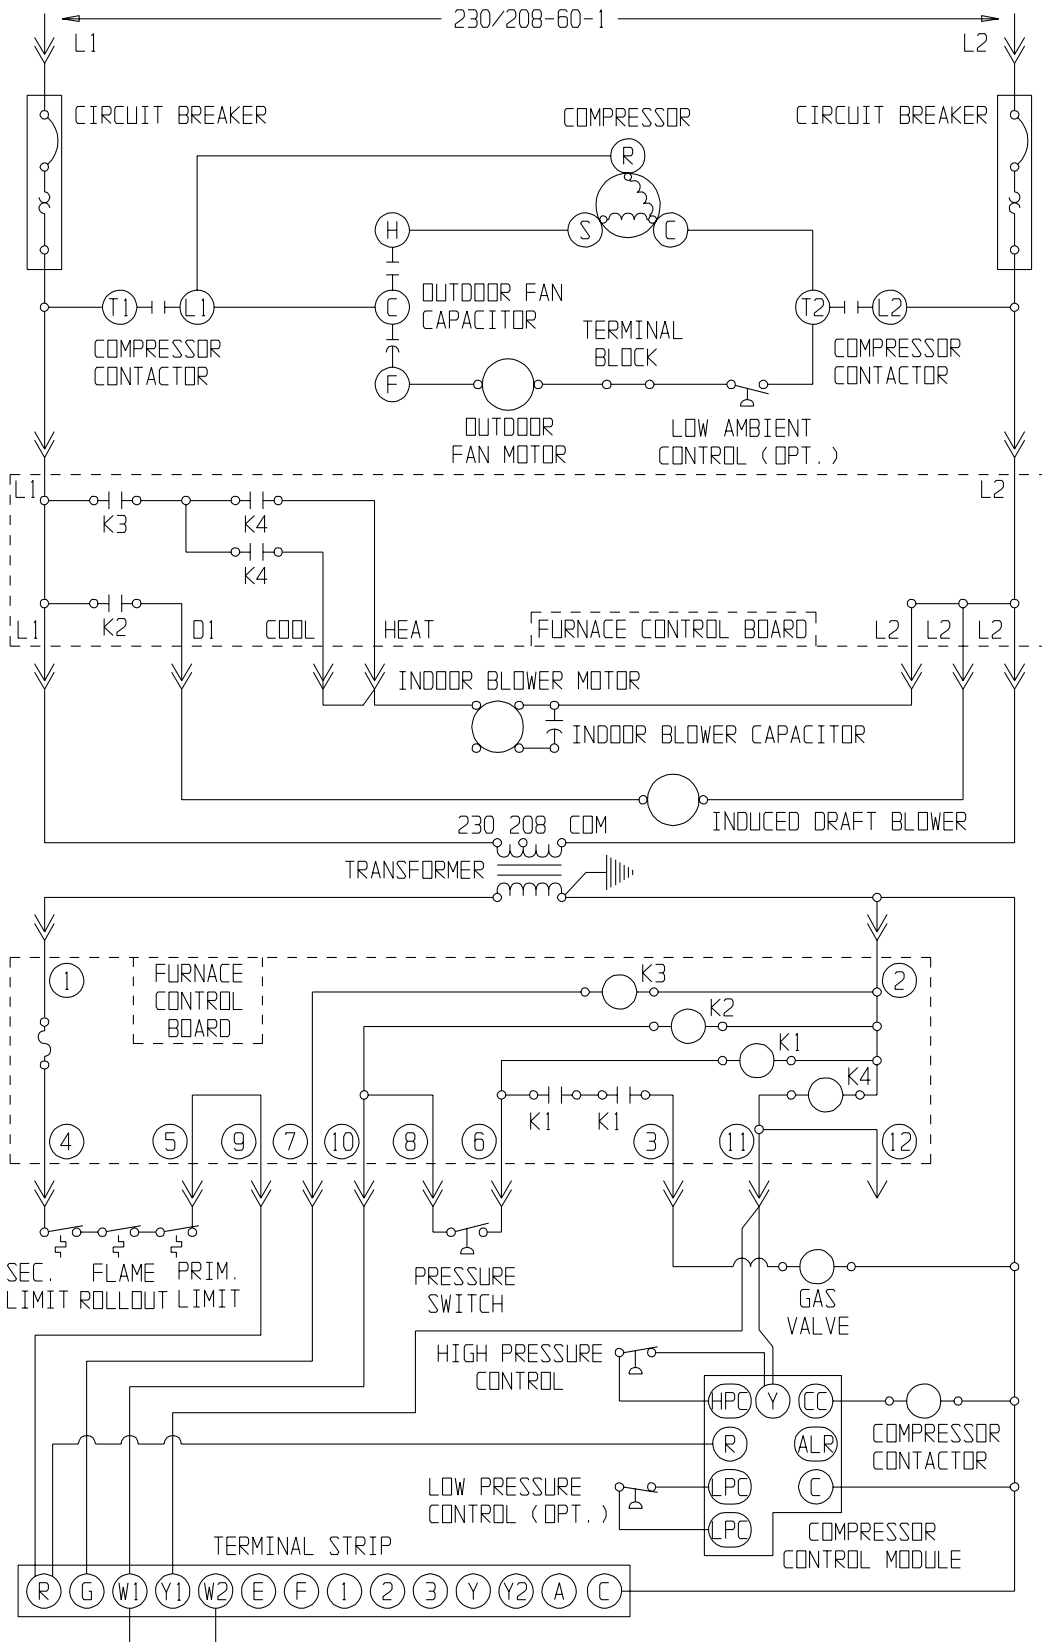 230/208-60-1
L1
L2
CIRCUIT BREAKER
COMPRESSOR
CIRCUIT BREAKER
R
S
C
H
T1
L1
C
OUTDOOR FAN
CAPACITOR
T2
L2
COMPRESSOR
CONTACTOR
TERMINAL
BLOCK
COMPRESSOR
CONTACTOR
F
OUTDOOR
FAN MOTOR
LOW AMBIENT
CONTROL (OPT.)
L1
L2
K3
K4
K4
K2
L1
D1
COOL
HEAT
FURNACE CONTROL BOARD
L2
L2
L2
INDOOR BLOWER MOTOR
INDOOR BLOWER CAPACITOR
INDUCED DRAFT BLOWER
230 208 COM
TRANSFORMER
1
FURNACE
CONTROL
BOARD
K3
2
K2
K1
K4
K1
K1
4
5
9
7
10
8
6
3
11
12
SEC.
LIMIT
FLAME
ROLLOUT
PRIM.
LIMIT
PRESSURE
SWITCH
GAS
VALVE
HIGH PRESSURE
CONTROL
HPC
Y
CC
R
ALR
COMPRESSOR
CONTACTOR
LOW PRESSURE
CONTROL (OPT.)
LPC
C
LPC
COMPRESSOR
CONTROL MODULE
TERMINAL STRIP
R G W1 Y1 W2 E F 1 2 3 Y Y2 A C